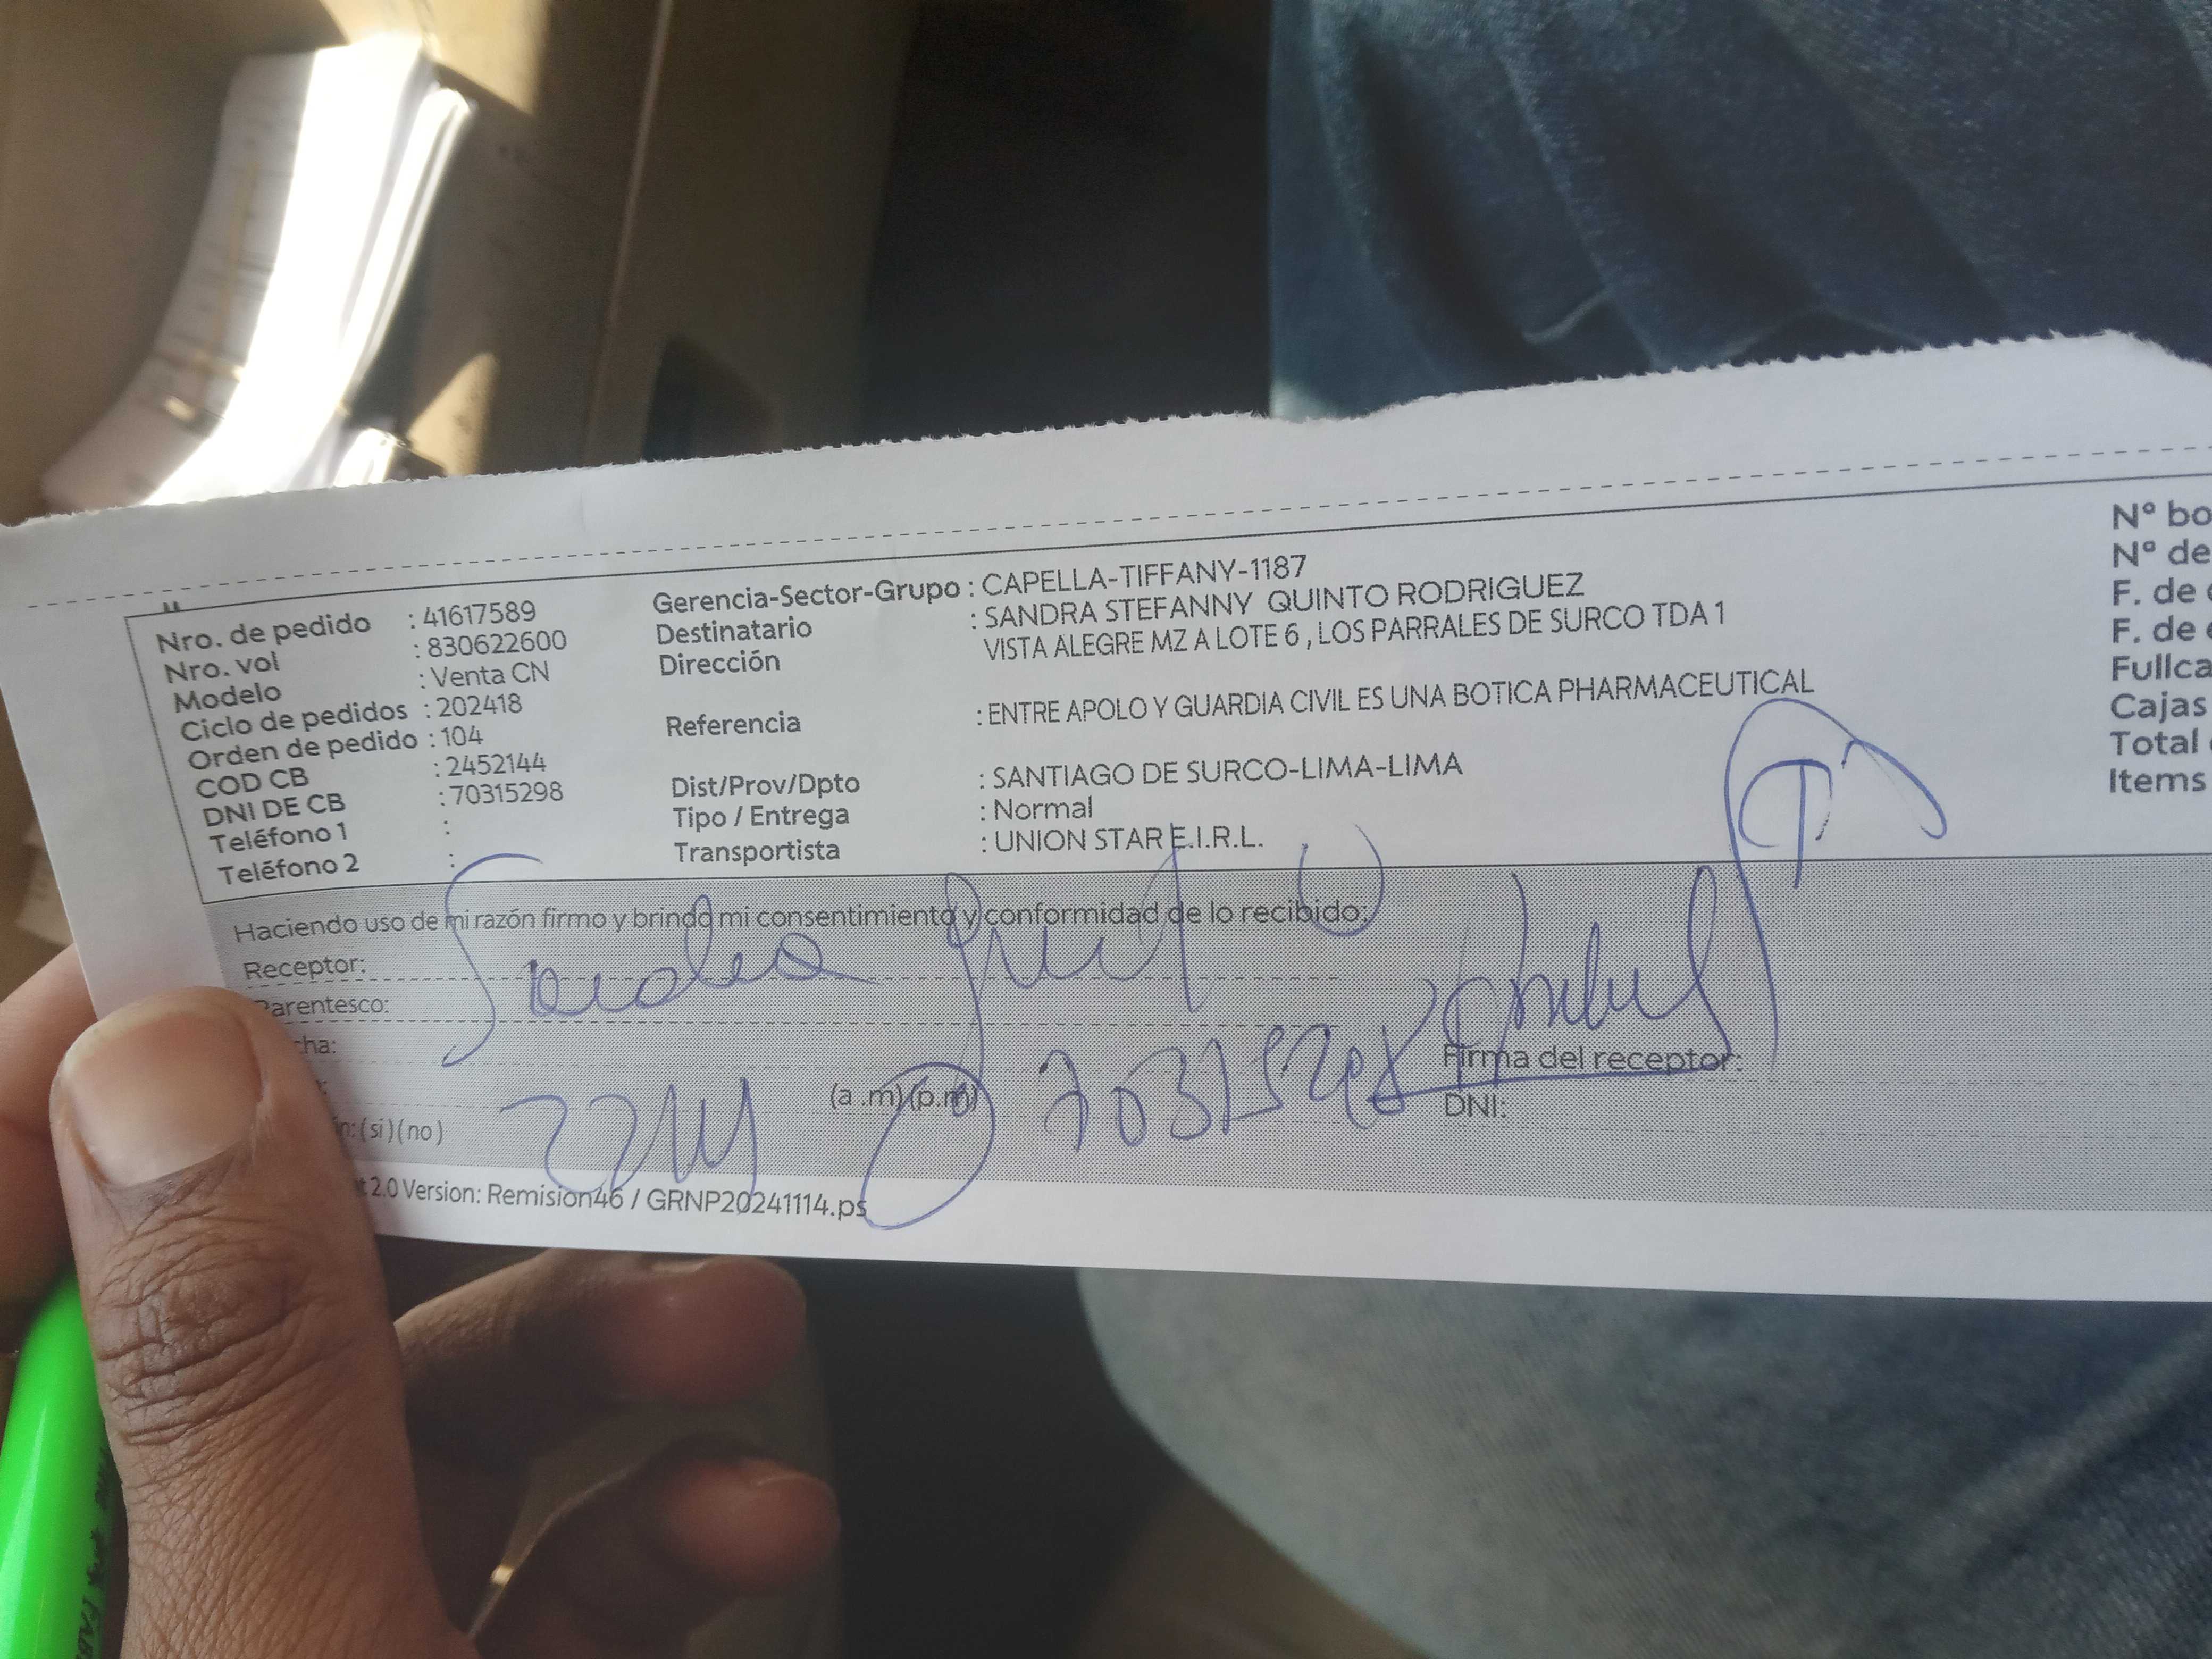 Nro. de pedido : 41617589
Nro. vol : 830622600
Modelo : Venta CN
Ciclo de pedidos : 202418
Orden de pedido : 104
COD CB : 2452144
DNI DE CB : 70315298
Teléfono 1 :
Teléfono 2 :
Gerencia-Sector-Grupo : CAPELLA-TIFFANY-1187
Destinatario : SANDRA STEFANNY QUINTO RODRIGUEZ
Dirección VISTA ALEGRE MZ A LOTE 6 , LOS PARRALES DE SURCO TDA 1
Referencia : ENTRE APOLO Y GUARDIA CIVIL ES UNA BOTICA PHARMACEUTICAL
Dist/Prov/Dpto : SANTIAGO DE SURCO-LIMA-LIMA
Tipo / Entrega : Normal
Transportista : UNION STAR E.I.R.L.
N° bo
N° de
F. de
F. de
Fullca
Cajas
Total
Items
Haciendo uso de mi razón firmo y brindo mi consentimiento y conformidad de lo recibido:
Receptor: Sandra Quinto
Parentesco:
cha:
(a .m) (p.m) 70315298
Firma del receptor:
DNI:
(si) (no)
2.0 Version: Remision46 / GRNP20241114.ps